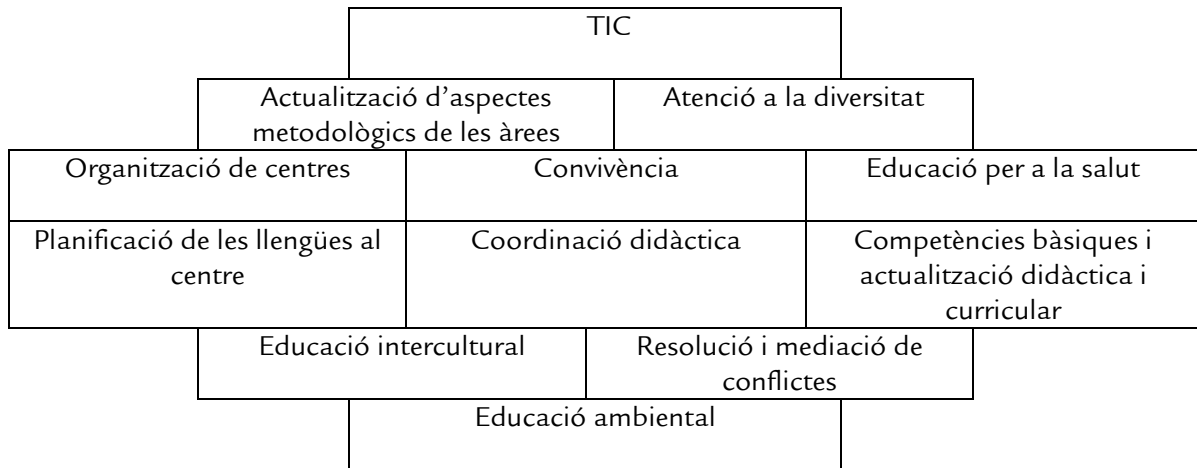 TIC
Actualització d’aspectes
metodològics de les àrees
Atenció a la diversitat
Organització de centres
Convivència
Educació per a la salut
Planificació de les llengües al
centre
Coordinació didàctica
Competències bàsiques i
actualització didàctica i
curricular
Educació intercultural
Resolució i mediació de
conflictes
Educació ambiental